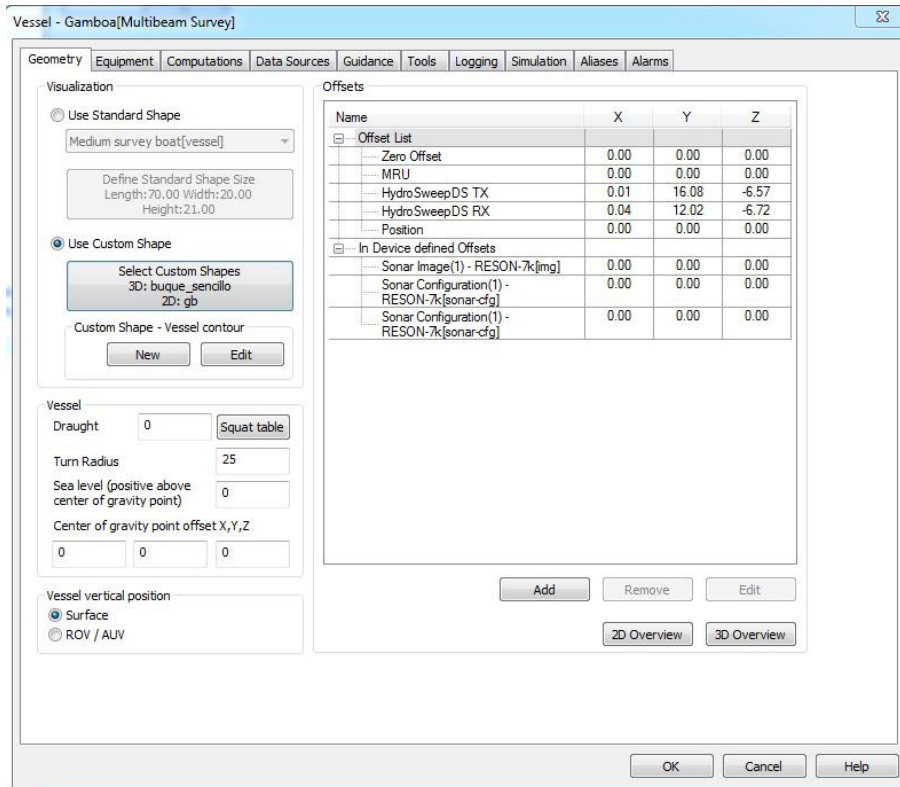 Vessel - Gamboa[Multibeam Survey]
Geometry Equipment Computations Data Sources Guidance Tools Logging Simulation Aliases Alarms
Visualization
Use Standard Shape
Medium survey boat[vessel]
Define Standard Shape Size
Length:70.00 Width:20.00
Height:21.00
Use Custom Shape
Select Custom Shapes
3D: buque_sencillo
2D: gb
Custom Shape - Vessel contour
New Edit
Vessel
Draught 0 Squat table
Turn Radius 25
Sea level (positive above
center of gravity point) 0
Center of gravity point offset X,Y,Z
0 0 0
Vessel vertical position
Surface
ROV / AUV
Offsets
Name X Y Z
Offset List
Zero Offset 0.00 0.00 0.00
MRU 0.00 0.00 0.00
HydroSweepDS TX 0.01 16.08 -6.57
HydroSweepDS RX 0.04 12.02 -6.72
Position 0.00 0.00 0.00
In Device defined Offsets
Sonar Image(1) - RESON-7k[img] 0.00 0.00 0.00
Sonar Configuration(1) - 0.00 0.00 0.00
RESON-7k[sonar-cfg]
Sonar Configuration(1) - 0.00 0.00 0.00
RESON-7k[sonar-cfg]
Add Remove Edit
2D Overview 3D Overview
OK Cancel Help